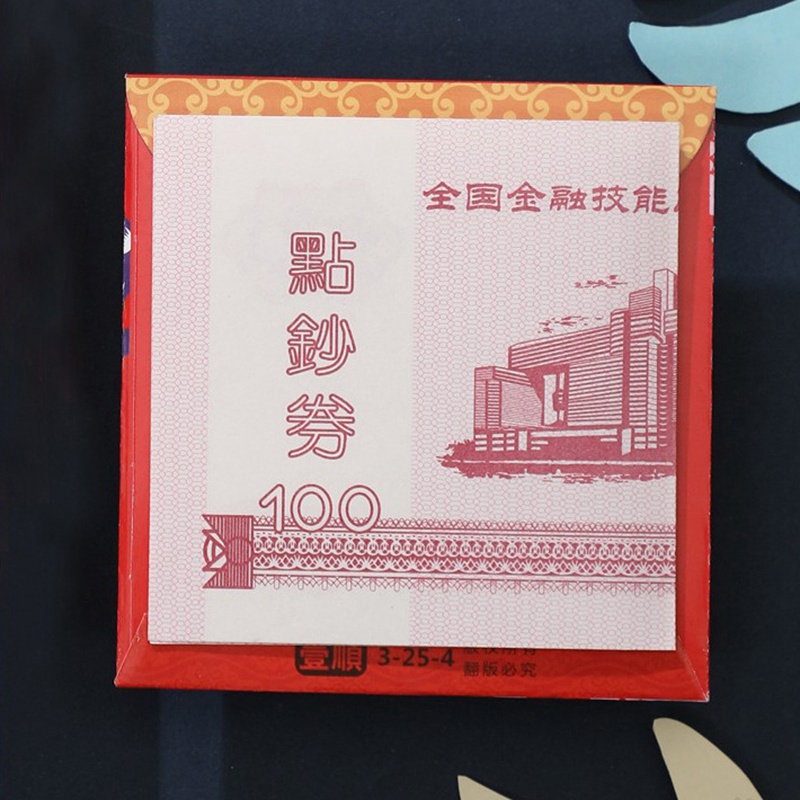 全国金融技能
點
鈔
券
100
壹順 3-25-4
翻版必究